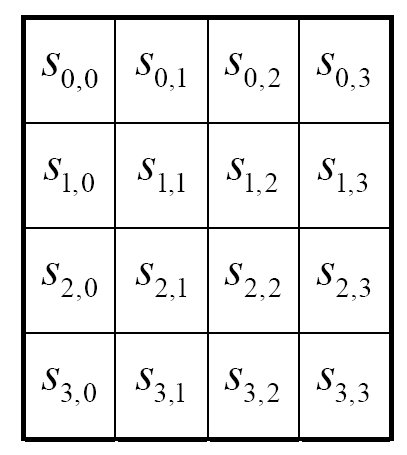 s0,0 s0,1 s0,2 s0,3
s1,0 s1,1 s1,2 s1,3
s2,0 s2,1 s2,2 s2,3
s3,0 s3,1 s3,2 s3,3